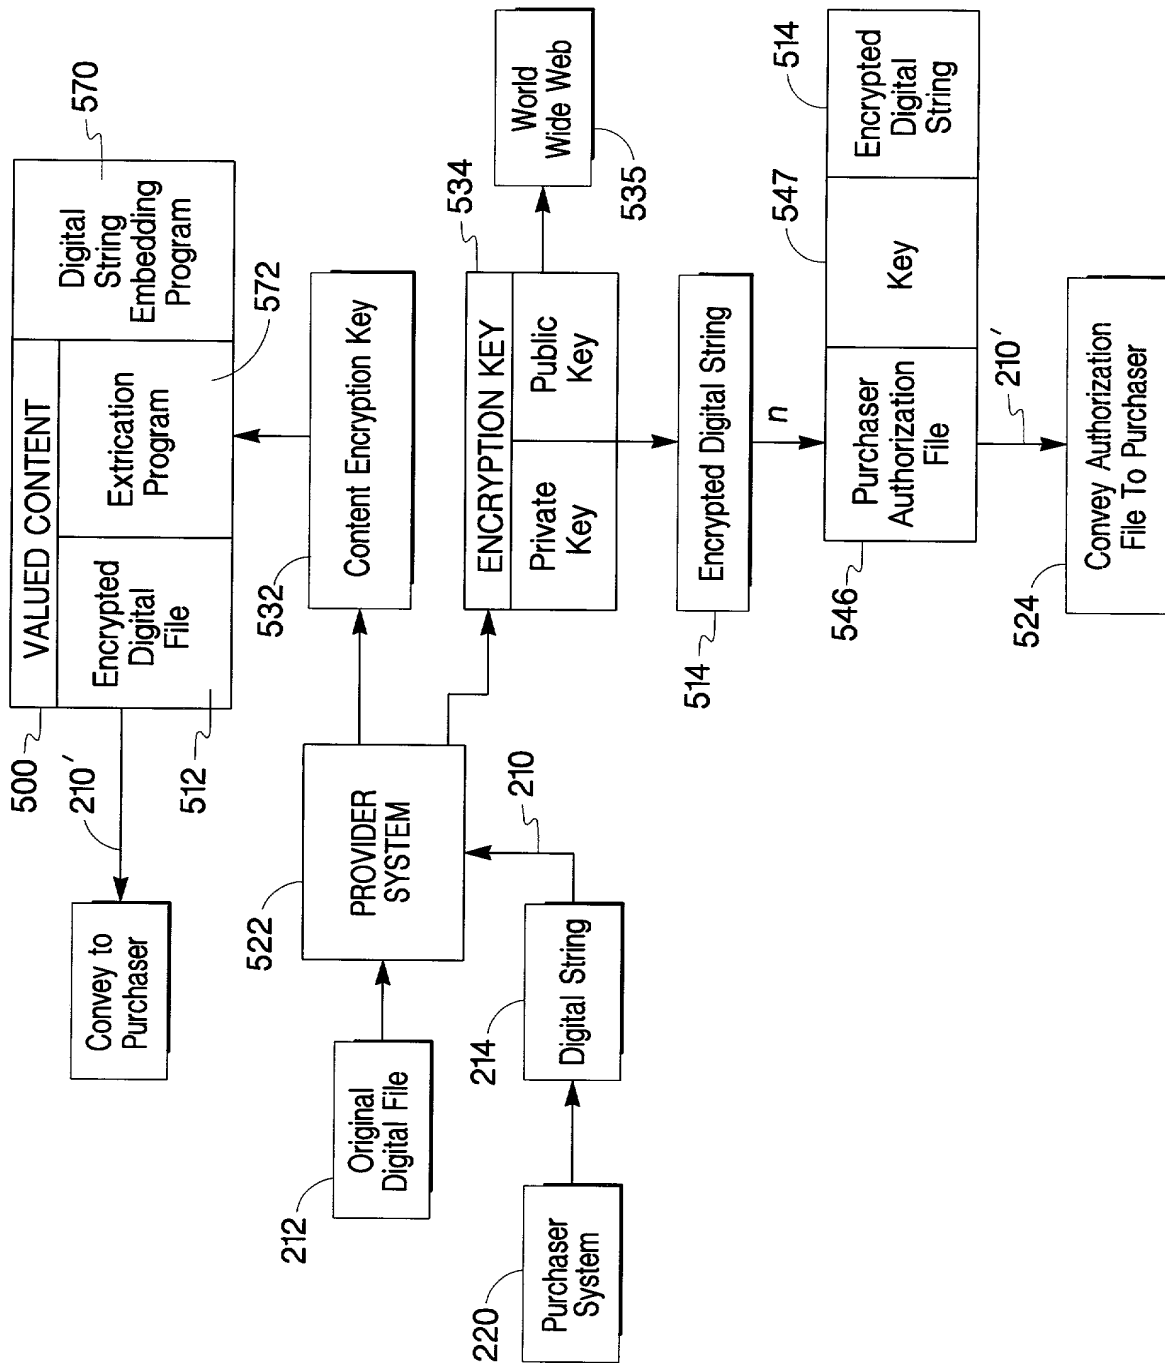 VALUED CONTENT
Encrypted
Digital
File
Extrication
Program
Digital
String
Embedding
Program
500
512
572
570
210′
Convey to
Purchaser
Original
Digital File
212
PROVIDER
SYSTEM
522
Content Encryption Key
532
Purchaser
System
220
Digital String
214
210
ENCRYPTION KEY
Private
Key
Public
Key
534
World
Wide Web
535
Encrypted Digital String
514
n
Purchaser
Authorization
File
Key
Encrypted
Digital
String
546
547
514
210′
Convey Authorization
File To Purchaser
524